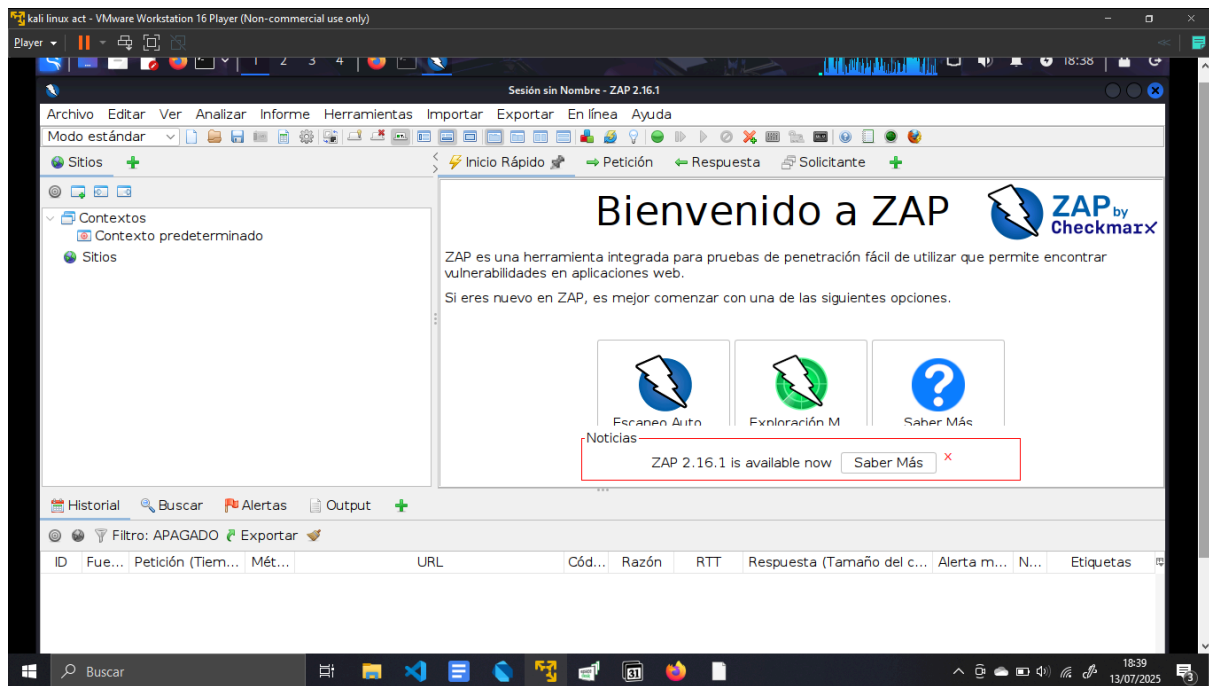 kali linux act - VMware Workstation 16 Player (Non-commercial use only)
Player
1 2 3 4 18:38
Sesión sin Nombre - ZAP 2.16.1
Archivo Editar Ver Analizar Informe Herramientas Importar Exportar En línea Ayuda
Modo estándar
Sitios Inicio Rápido Petición Respuesta Solicitante
Contextos
Contexto predeterminado
Sitios
Bienvenido a ZAP
ZAP by
Checkmarx
ZAP es una herramienta integrada para pruebas de penetración fácil de utilizar que permite encontrar
vulnerabilidades en aplicaciones web.
Si eres nuevo en ZAP, es mejor comenzar con una de las siguientes opciones.
Escaneo Auto Exploración M Saber Más
Noticias
ZAP 2.16.1 is available now Saber Más X
Historial Buscar Alertas Output
Filtro: APAGADO Exportar
ID Fue... Petición (Tiem... Mét... URL Cód... Razón RTT Respuesta (Tamaño del c... Alerta m... N... Etiquetas
Buscar
31
18:39
13/07/2025
3